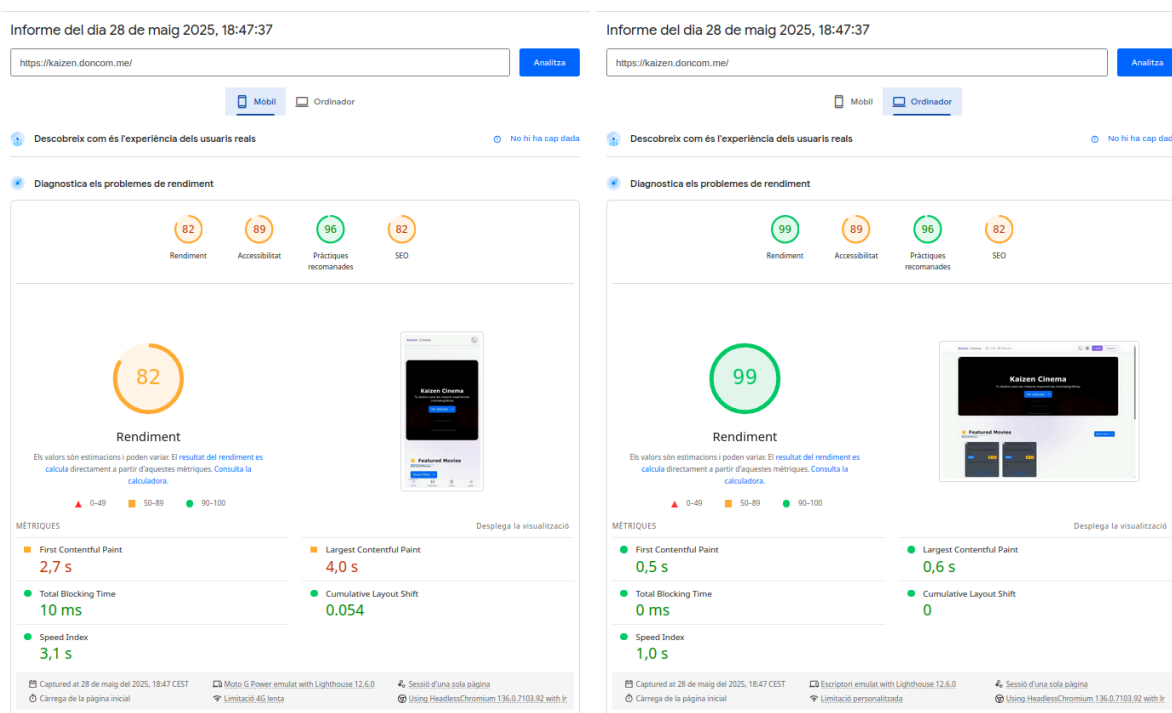 Informe del dia 28 de maig 2025, 18:47:37
https://kaizen.doncom.me/
Analitza
Mòbil
Ordinador
Descobreix com és l'experiència dels usuaris reals
No hi ha cap dada
Diagnostica els problemes de rendiment
82
89
96
82
Rendiment
Accessibilitat
Pràctiques
recomanades
SEO
82
Rendiment
Els valors són estimacions i poden variar. El resultat del rendiment es
calcula directament a partir d'aquestes mètriques. Consulta la
calculadora.
0–49
50–89
90–100
Kaizen Cinema
Featured Movies
MÈTRIQUES
Desplega la visualització
First Contentful Paint
2,7 s
Largest Contentful Paint
4,0 s
Total Blocking Time
10 ms
Cumulative Layout Shift
0.054
Speed Index
3,1 s
Captured at 28 de maig del 2025, 18:47 CEST
Moto G Power emulat with Lighthouse 12.6.0
Sessió d'una sola pàgina
Càrrega de la pàgina inicial
Limitació 4G lenta
Using HeadlessChromium 136.0.7103.92 with lr
Informe del dia 28 de maig 2025, 18:47:37
https://kaizen.doncom.me/
Analitza
Mòbil
Ordinador
Descobreix com és l'experiència dels usuaris reals
No hi ha cap dad
Diagnostica els problemes de rendiment
99
89
96
82
Rendiment
Accessibilitat
Pràctiques
recomanades
SEO
99
Rendiment
Els valors són estimacions i poden variar. El resultat del rendiment es
calcula directament a partir d'aquestes mètriques. Consulta la
calculadora.
0–49
50–89
90–100
Kaizen Cinema
Featured Movies
MÈTRIQUES
Desplega la visualització
First Contentful Paint
0,5 s
Largest Contentful Paint
0,6 s
Total Blocking Time
0 ms
Cumulative Layout Shift
0
Speed Index
1,0 s
Captured at 28 de maig del 2025, 18:47 CEST
Escriptori emulat with Lighthouse 12.6.0
Sessió d'una sola pàgina
Càrrega de la pàgina inicial
Limitació personalitzada
Using HeadlessChromium 136.0.7103.92 with lr